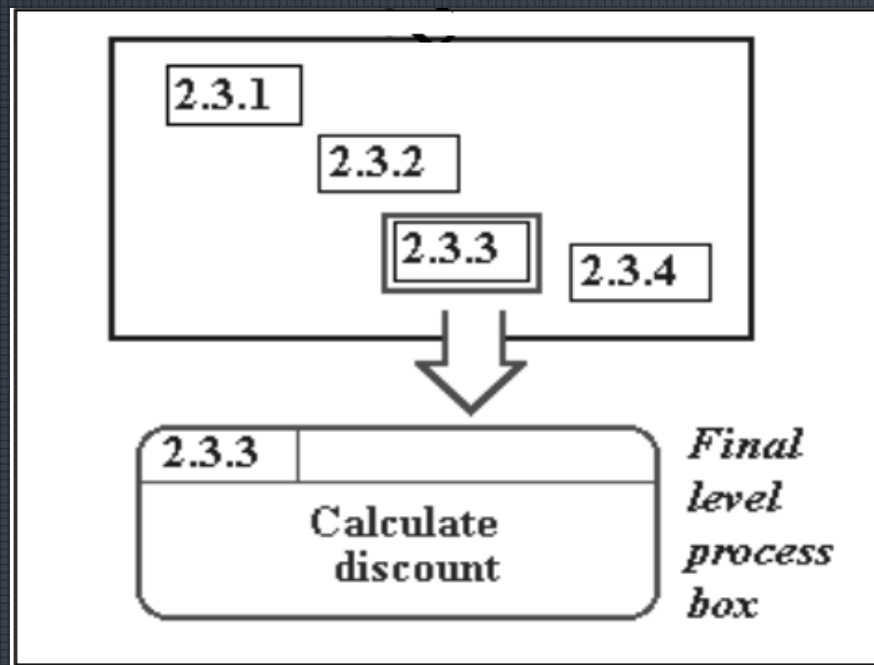 2.3.1
2.3.2
2.3.3
2.3.4
2.3.3
Calculate
discount
Final
level
process
box